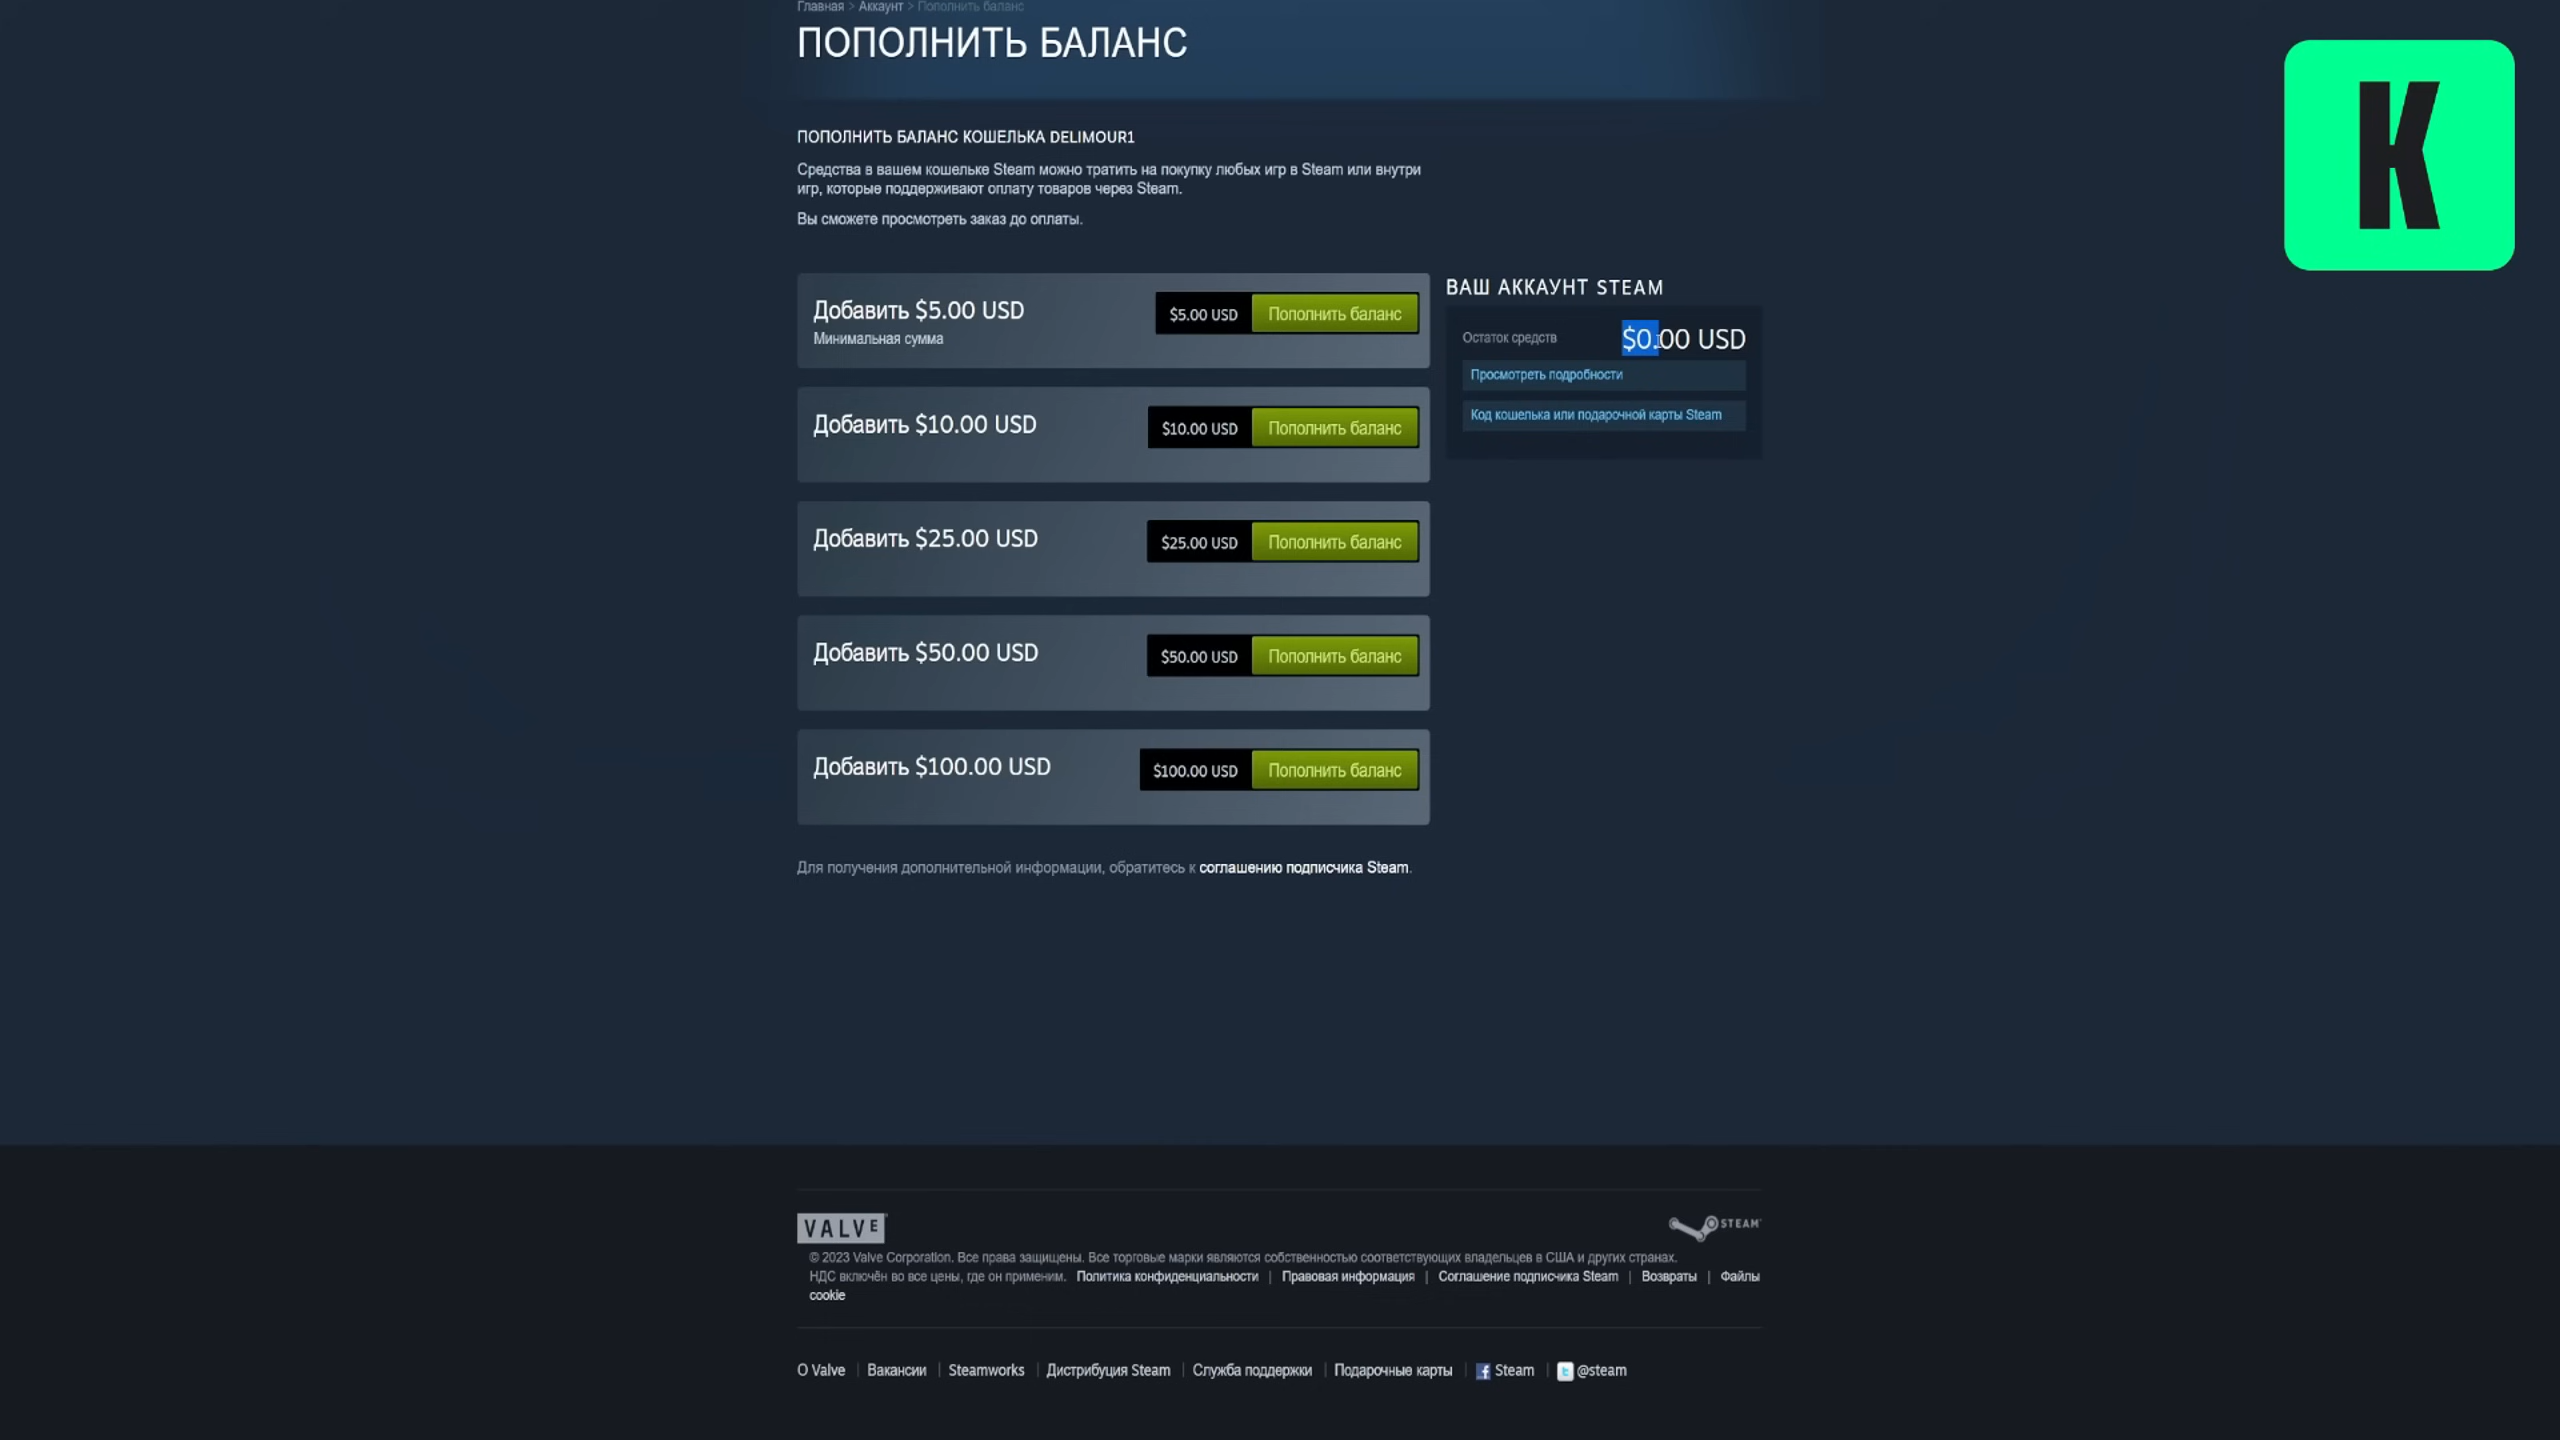 Главная > Аккаунт > Пополнить баланс
ПОПОЛНИТЬ БАЛАНС
ПОПОЛНИТЬ БАЛАНС КОШЕЛЬКА DELIMOUR1
Средства в вашем кошельке Steam можно тратить на покупку любых игр в Steam или внутри
игр, которые поддерживают оплату товаров через Steam.
Вы сможете просмотреть заказ до оплаты.
Добавить $5.00 USD
Минимальная сумма
$5.00 USD Пополнить баланс
Добавить $10.00 USD
$10.00 USD Пополнить баланс
Добавить $25.00 USD
$25.00 USD Пополнить баланс
Добавить $50.00 USD
$50.00 USD Пополнить баланс
Добавить $100.00 USD
$100.00 USD Пополнить баланс
Для получения дополнительной информации, обратитесь к соглашению подписчика Steam.
ВАШ АККАУНТ STEAM
Остаток средств $0.00 USD
Просмотреть подробности
Код кошелька или подарочной карты Steam
K
VALVE
STEAM
© 2023 Valve Corporation. Все права защищены. Все торговые марки являются собственностью соответствующих владельцев в США и других странах.
НДС включён во все цены, где он применим. Политика конфиденциальности | Правовая информация | Соглашение подписчика Steam | Возвраты | Файлы
cookie
О Valve | Вакансии | Steamworks | Дистрибуция Steam | Служба поддержки | Подарочные карты | Steam | @steam